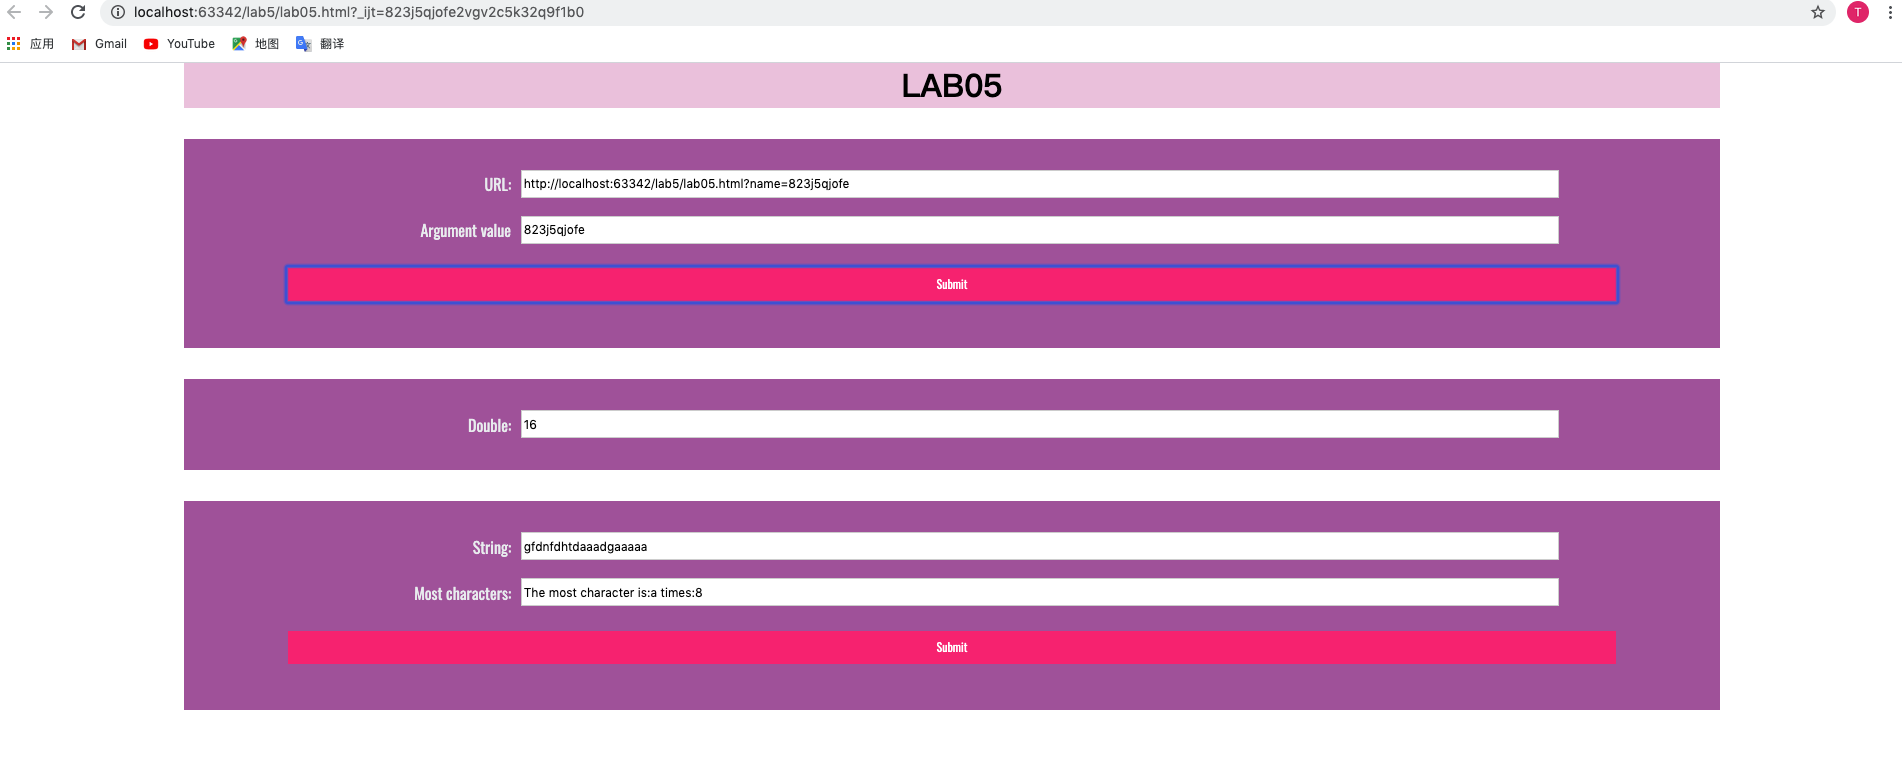 localhost:63342/lab5/lab05.html?_ijt=823j5qjofe2vgv2c5k32q9f1b0
T
应用 Gmail YouTube 地图 翻译
LAB05
URL: http://localhost:63342/lab5/lab05.html?name=823j5qjofe
Argument value 823j5qjofe
Submit
Double: 16
String: gfdnfdhtdaaadgaaaaa
Most characters: The most character is:a times:8
Submit